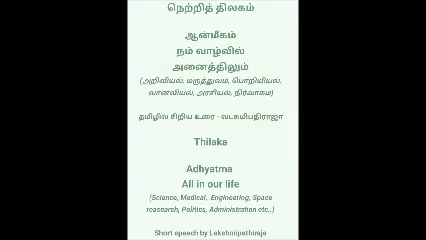 நெற்றித் திலகம்
ஆன்மீகம்
நம் வாழ்வில்
அனைத்திலும்
(அறிவியல், மருத்துவம், பொறியியல்,
வானவியல், அரசியல், நிர்வாகம்)
தமிழில் சிறிய உரை - லட்சுமிபதிராஜா
Thilaka
Adhyatma
All in our life
(Science, Medical, Engineering, Space
reasearch, Politics, Administration etc..)
Short speech by Lakshmipathiraja